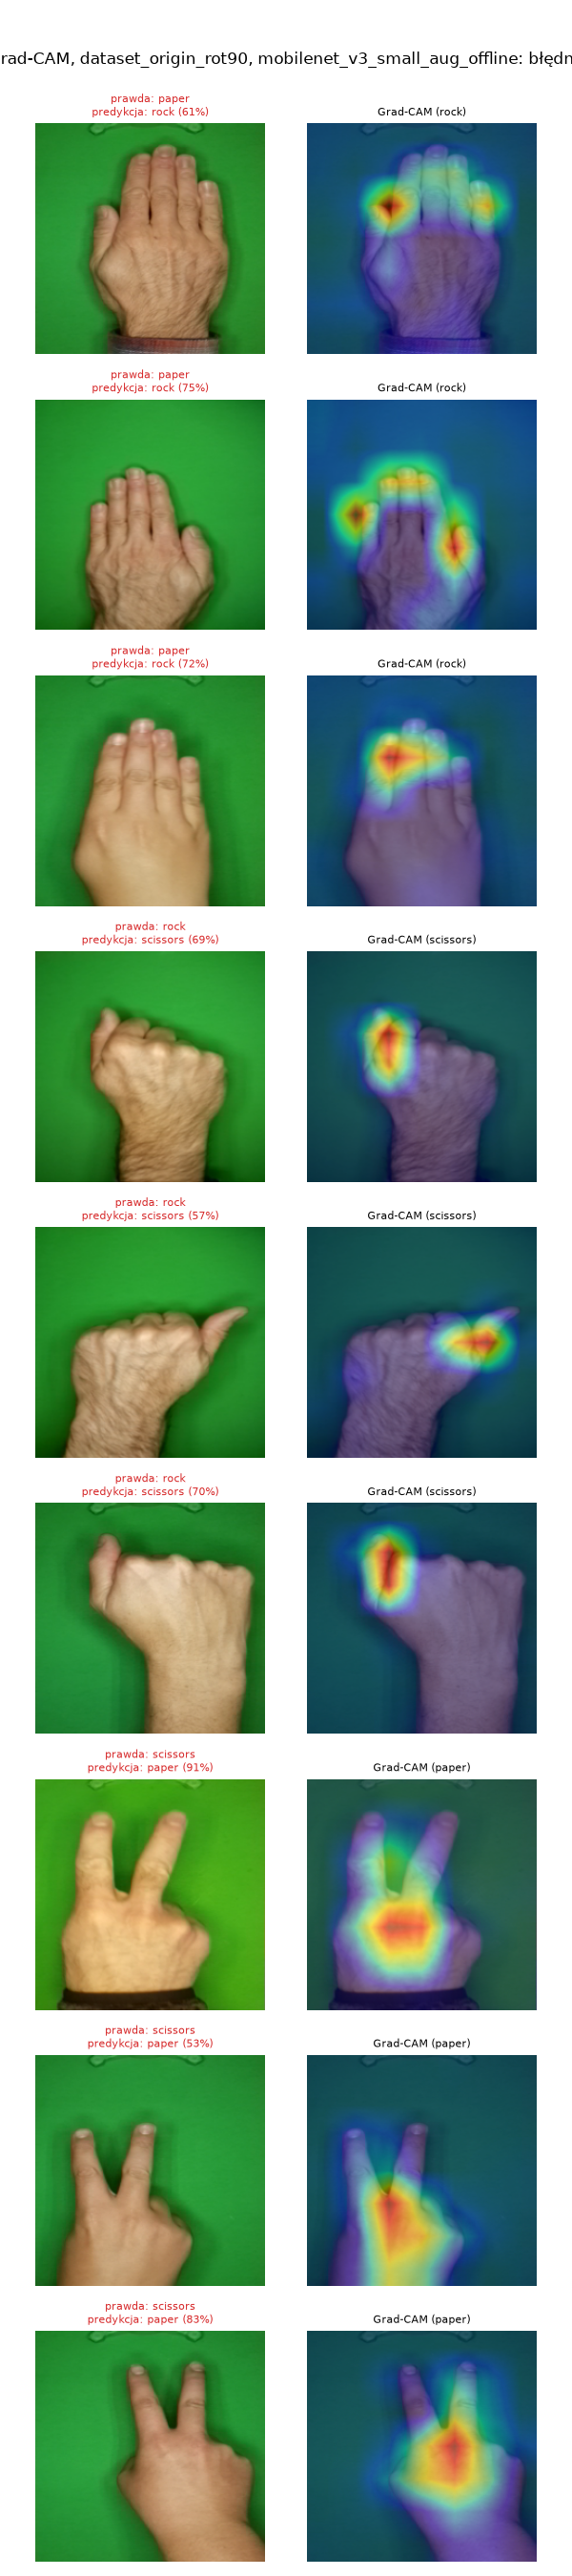 rad-CAM, dataset_origin_rot90, mobilenet_v3_small_aug_offline: błędn
prawda: paper
predykcja: rock (61%)
Grad-CAM (rock)
prawda: paper
predykcja: rock (75%)
Grad-CAM (rock)
prawda: paper
predykcja: rock (72%)
Grad-CAM (rock)
prawda: rock
predykcja: scissors (69%)
Grad-CAM (scissors)
prawda: rock
predykcja: scissors (57%)
Grad-CAM (scissors)
prawda: rock
predykcja: scissors (70%)
Grad-CAM (scissors)
prawda: scissors
predykcja: paper (91%)
Grad-CAM (paper)
prawda: scissors
predykcja: paper (53%)
Grad-CAM (paper)
prawda: scissors
predykcja: paper (83%)
Grad-CAM (paper)